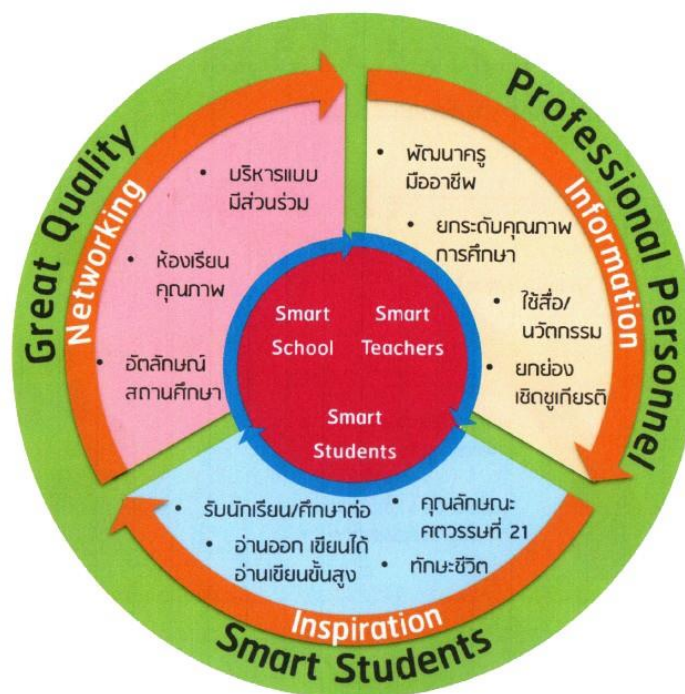 Great Quality
Networking
• บริหารแบบ
มีส่วนร่วม
• ห้องเรียน
คุณภาพ
• อัตลักษณ์
สถานศึกษา
Professional Personnel
Information
• พัฒนาครู
มืออาชีพ
• ยกระดับคุณภาพ
การศึกษา
• ใช้สื่อ/
นวัตกรรม
• ยกย่อง
เชิดชูเกียรติ
Smart
School
Smart
Teachers
Smart
Students
• รับนักเรียน/ศึกษาต่อ
• อ่านออก เขียนได้
อ่านเขียนขั้นสูง
• คุณลักษณะ
ศตวรรษที่ 21
• ทักษะชีวิต
Inspiration
Smart Students